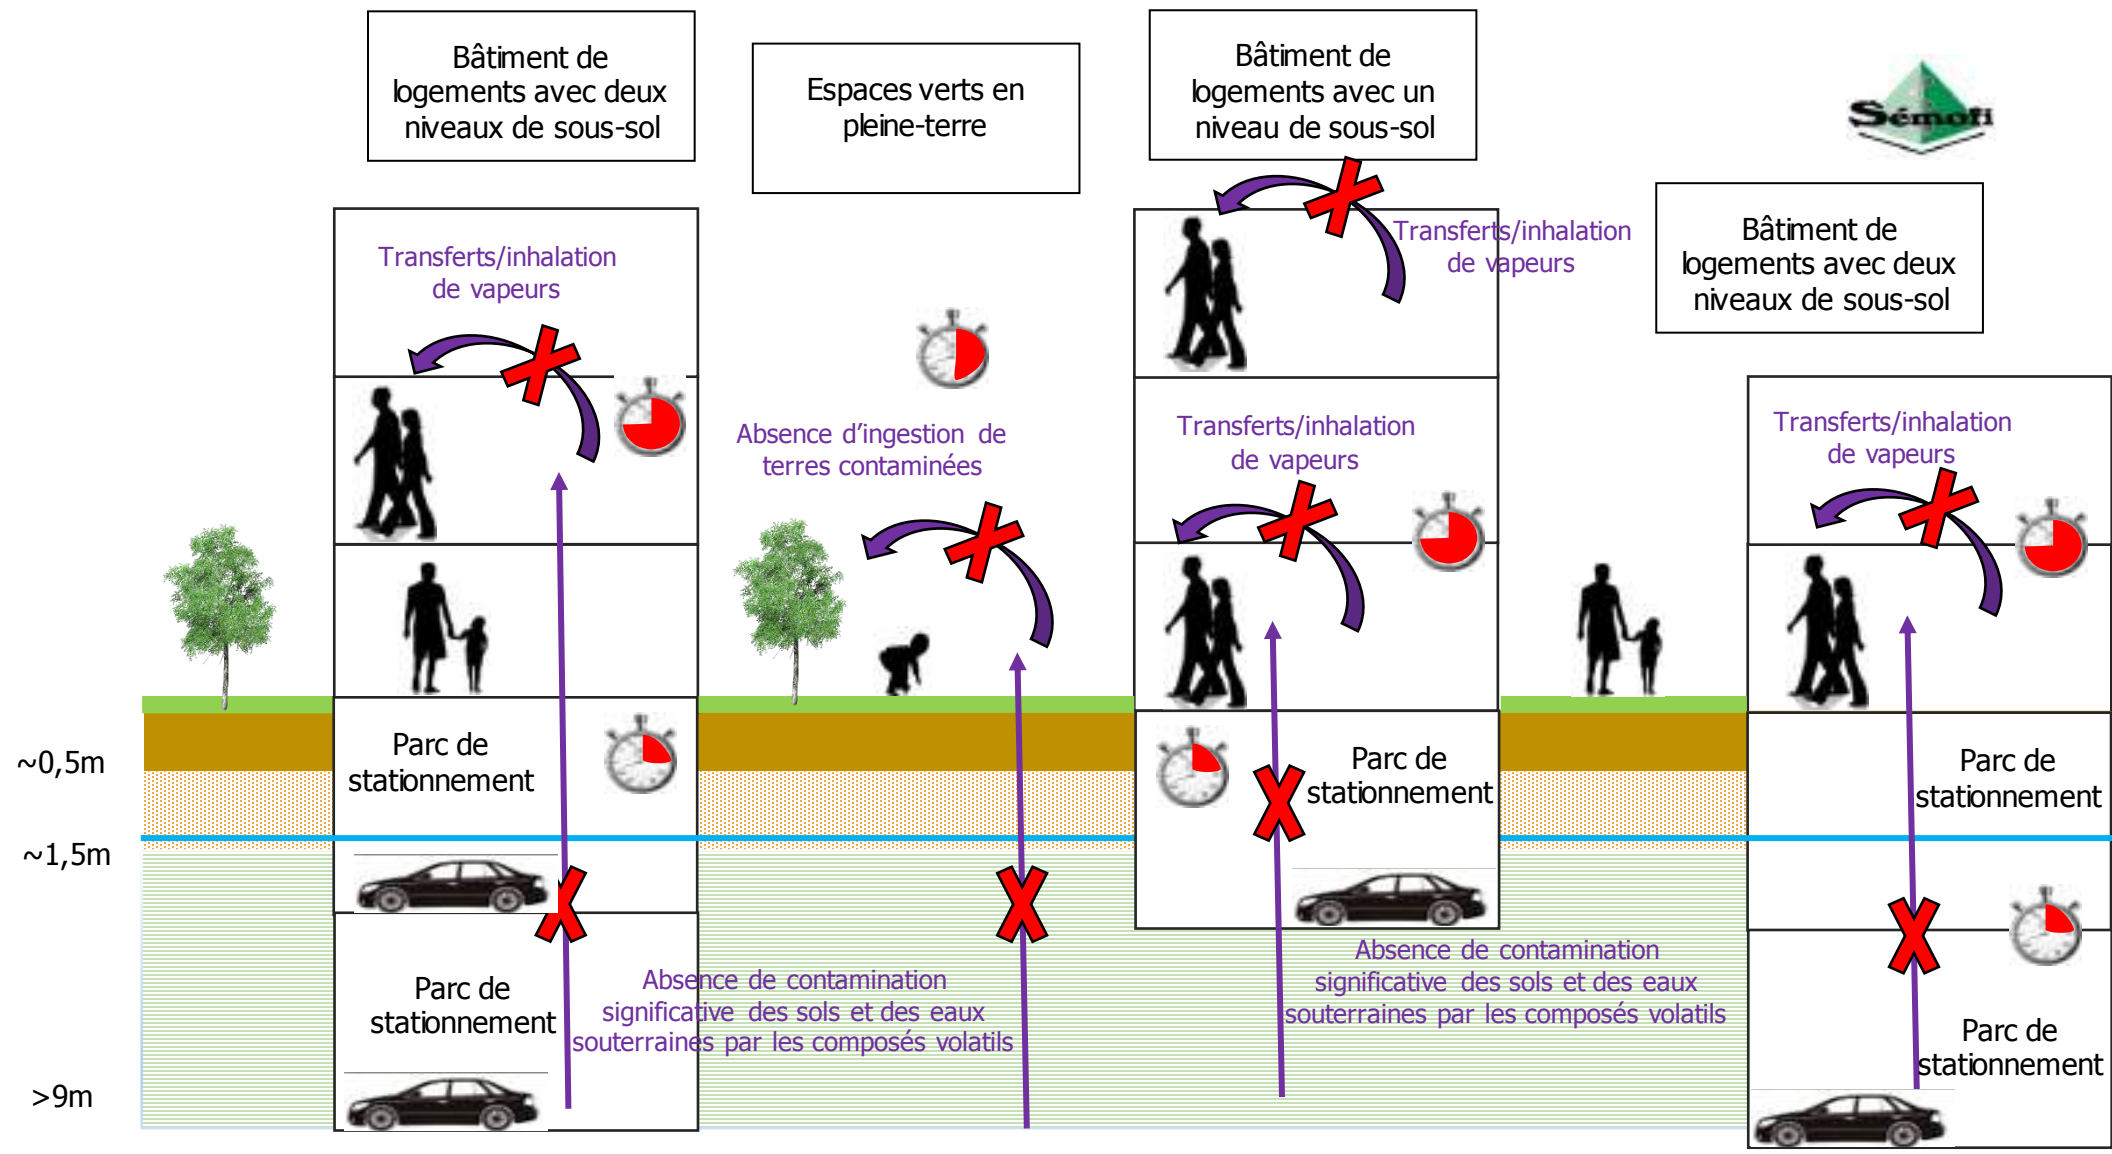 Bâtiment de
logements avec deux
niveaux de sous-sol
Espaces verts en
pleine-terre
Bâtiment de
logements avec un
niveau de sous-sol
Sémofi
Bâtiment de
logements avec deux
niveaux de sous-sol
Transferts/inhalation
de vapeurs
Transferts/inhalation
de vapeurs
Absence d’ingestion de
terres contaminées
Transferts/inhalation
de vapeurs
Transferts/inhalation
de vapeurs
~0,5m
~1,5m
>9m
Parc de
stationnement
Parc de
stationnement
Parc de
stationnement
Parc de
stationnement
Parc de
stationnement
Absence de contamination
significative des sols et des eaux
souterraines par les composés volatils
Absence de contamination
significative des sols et des eaux
souterraines par les composés volatils